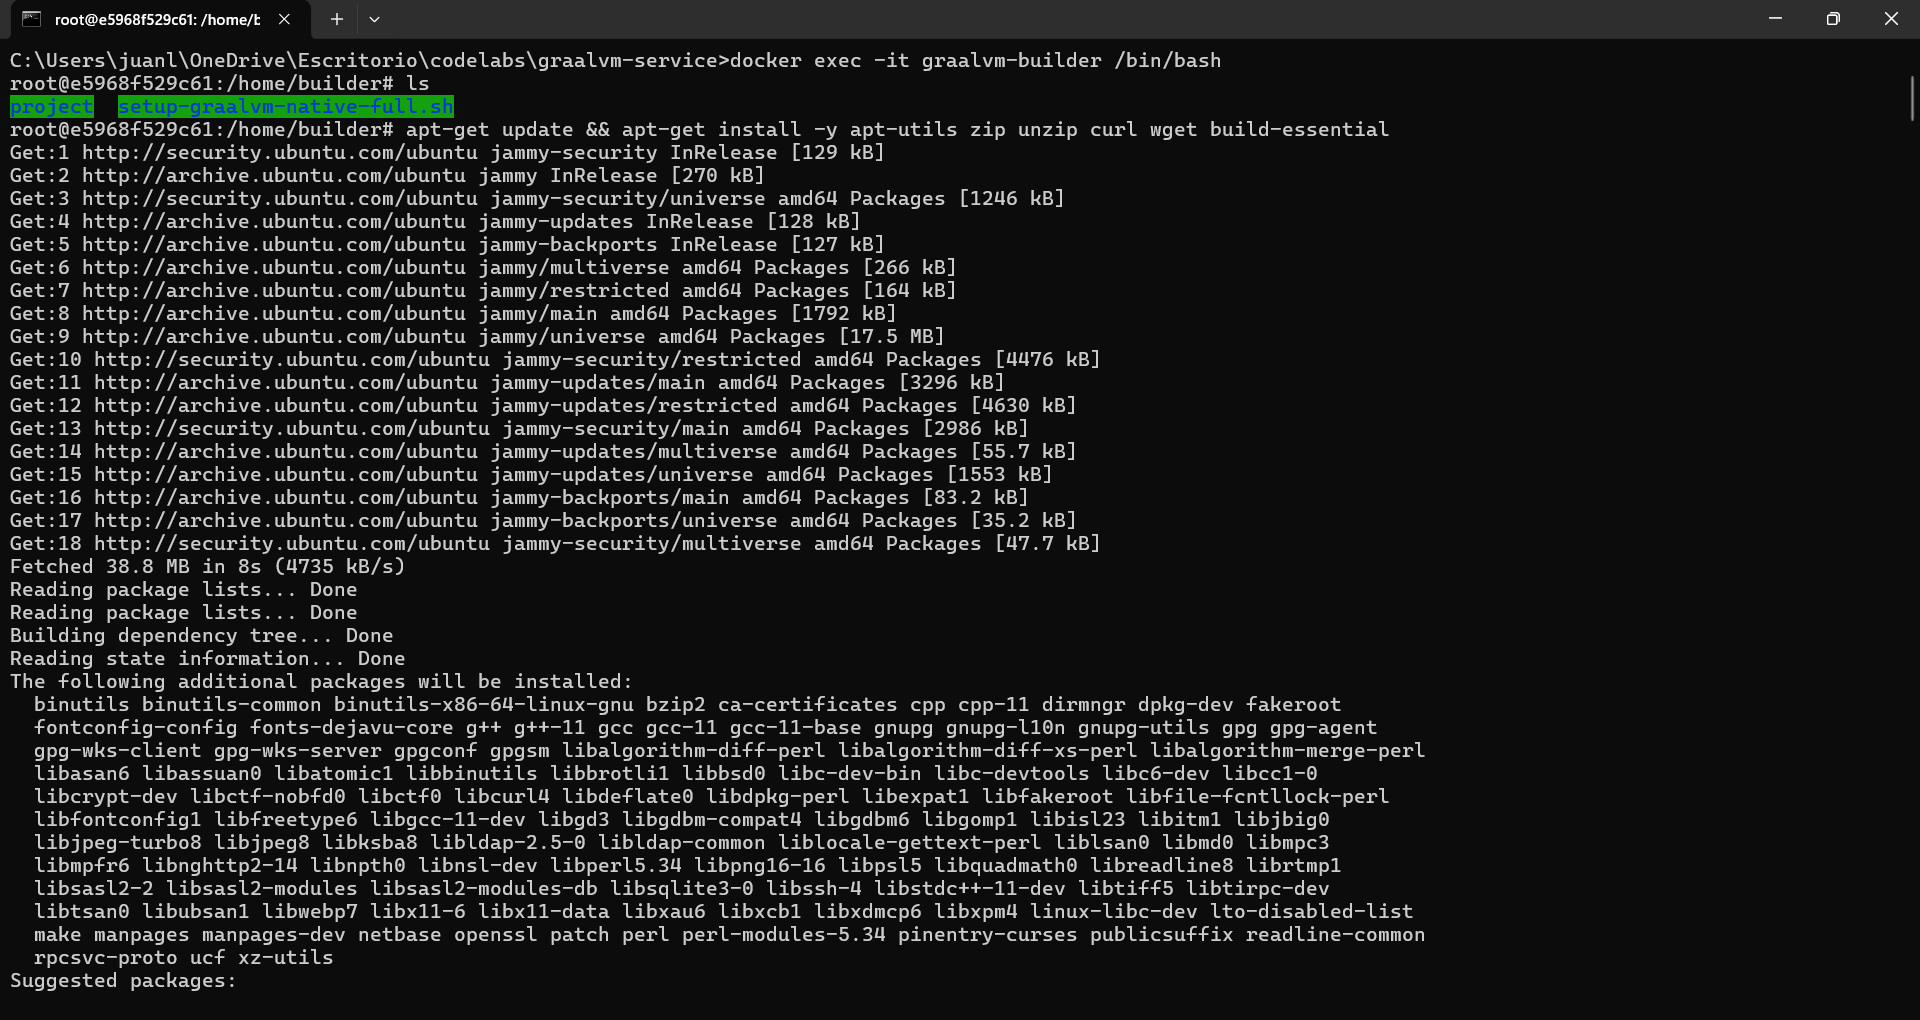 root@e5968f529c61: /home/b
C:\Users\juanl\OneDrive\Escritorio\codelabs\graalvm-service>docker exec -it graalvm-builder /bin/bash
root@e5968f529c61:/home/builder# ls
project  setup-graalvm-native-full.sh
root@e5968f529c61:/home/builder# apt-get update && apt-get install -y apt-utils zip unzip curl wget build-essential
Get:1 http://security.ubuntu.com/ubuntu jammy-security InRelease [129 kB]
Get:2 http://archive.ubuntu.com/ubuntu jammy InRelease [270 kB]
Get:3 http://security.ubuntu.com/ubuntu jammy-security/universe amd64 Packages [1246 kB]
Get:4 http://archive.ubuntu.com/ubuntu jammy-updates InRelease [128 kB]
Get:5 http://archive.ubuntu.com/ubuntu jammy-backports InRelease [127 kB]
Get:6 http://archive.ubuntu.com/ubuntu jammy/multiverse amd64 Packages [266 kB]
Get:7 http://archive.ubuntu.com/ubuntu jammy/restricted amd64 Packages [164 kB]
Get:8 http://archive.ubuntu.com/ubuntu jammy/main amd64 Packages [1792 kB]
Get:9 http://archive.ubuntu.com/ubuntu jammy/universe amd64 Packages [17.5 MB]
Get:10 http://security.ubuntu.com/ubuntu jammy-security/restricted amd64 Packages [4476 kB]
Get:11 http://archive.ubuntu.com/ubuntu jammy-updates/main amd64 Packages [3296 kB]
Get:12 http://archive.ubuntu.com/ubuntu jammy-updates/restricted amd64 Packages [4630 kB]
Get:13 http://security.ubuntu.com/ubuntu jammy-security/main amd64 Packages [2986 kB]
Get:14 http://archive.ubuntu.com/ubuntu jammy-updates/multiverse amd64 Packages [55.7 kB]
Get:15 http://archive.ubuntu.com/ubuntu jammy-updates/universe amd64 Packages [1553 kB]
Get:16 http://archive.ubuntu.com/ubuntu jammy-backports/main amd64 Packages [83.2 kB]
Get:17 http://archive.ubuntu.com/ubuntu jammy-backports/universe amd64 Packages [35.2 kB]
Get:18 http://security.ubuntu.com/ubuntu jammy-security/multiverse amd64 Packages [47.7 kB]
Fetched 38.8 MB in 8s (4735 kB/s)
Reading package lists... Done
Reading package lists... Done
Building dependency tree... Done
Reading state information... Done
The following additional packages will be installed:
  binutils binutils-common binutils-x86-64-linux-gnu bzip2 ca-certificates cpp cpp-11 dirmngr dpkg-dev fakeroot
  fontconfig-config fonts-dejavu-core g++ g++-11 gcc gcc-11 gcc-11-base gnupg gnupg-l10n gnupg-utils gpg gpg-agent
  gpg-wks-client gpg-wks-server gpgconf gpgsm libalgorithm-diff-perl libalgorithm-diff-xs-perl libalgorithm-merge-perl
  libasan6 libassuan0 libatomic1 libbinutils libbrotli1 libbsd0 libc-dev-bin libc-devtools libc6-dev libcc1-0
  libcrypt-dev libctf-nobfd0 libctf0 libcurl4 libdeflate0 libdpkg-perl libexpat1 libfakeroot libfile-fcntllock-perl
  libfontconfig1 libfreetype6 libgcc-11-dev libgd3 libgdbm-compat4 libgdbm6 libgomp1 libisl23 libitm1 libjbig0
  libjpeg-turbo8 libjpeg8 libksba8 libldap-2.5-0 libldap-common liblocale-gettext-perl liblsan0 libmd0 libmpc3
  libmpfr6 libnghttp2-14 libnpth0 libnsl-dev libperl5.34 libpng16-16 libpsl5 libquadmath0 libreadline8 librtmp1
  libsasl2-2 libsasl2-modules libsasl2-modules-db libsqlite3-0 libssh-4 libstdc++-11-dev libtiff5 libtirpc-dev
  libtsan0 libubsan1 libwebp7 libx11-6 libx11-data libxau6 libxcb1 libxdmcp6 libxpm4 linux-libc-dev lto-disabled-list
  make manpages manpages-dev netbase openssl patch perl perl-modules-5.34 pinentry-curses publicsuffix readline-common
  rpcsvc-proto ucf xz-utils
Suggested packages: